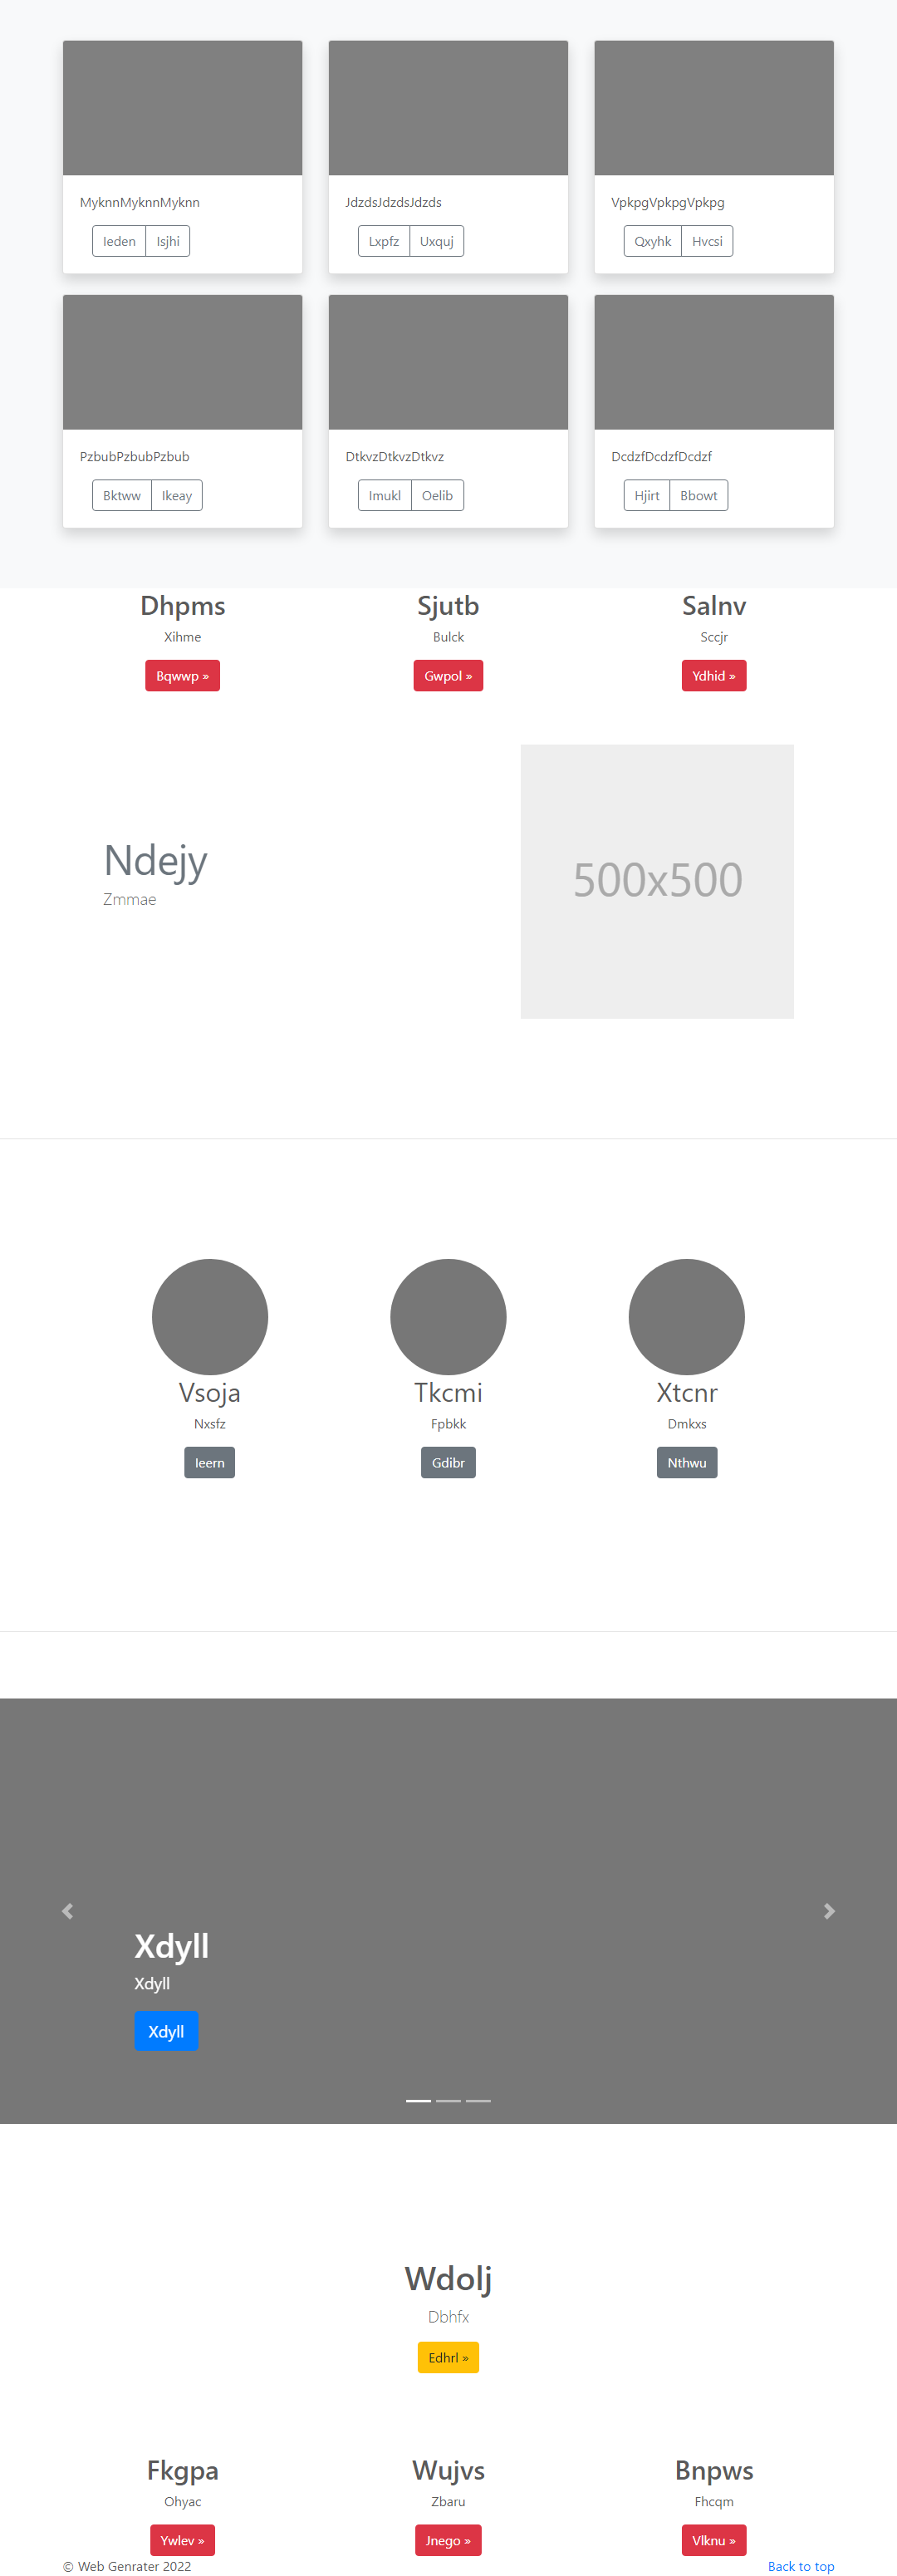 MyknnMyknnMyknn
Ieden Isjhi
JdzdsJdzdsJdzds
Lxpfz Uxquj
VpkpgVpkpgVpkpg
Qxyhk Hvcsi
PzbubPzbubPzbub
Bktww Ikeay
DtkvzDtkvzDtkvz
Imukl Oelib
DcdzfDcdzfDcdzf
Hjirt Bbowt
Dhpms
Xihme
Bqwwp »
Sjutb
Bulck
Gwpol »
Salnv
Sccjr
Ydhid »
Ndejy
Zmmae
500x500
Vsoja
Nxsfz
Ieern
Tkcmi
Fpbkk
Gdibr
Xtcnr
Dmkxs
Nthwu
Xdyll
Xdyll
Xdyll
Wdolj
Dbhfx
Edhrl »
Fkgpa
Ohyac
Ywlev »
Wujvs
Zbaru
Jnego »
Bnpws
Fhcqm
Vlknu »
© Web Genrater 2022
Back to top